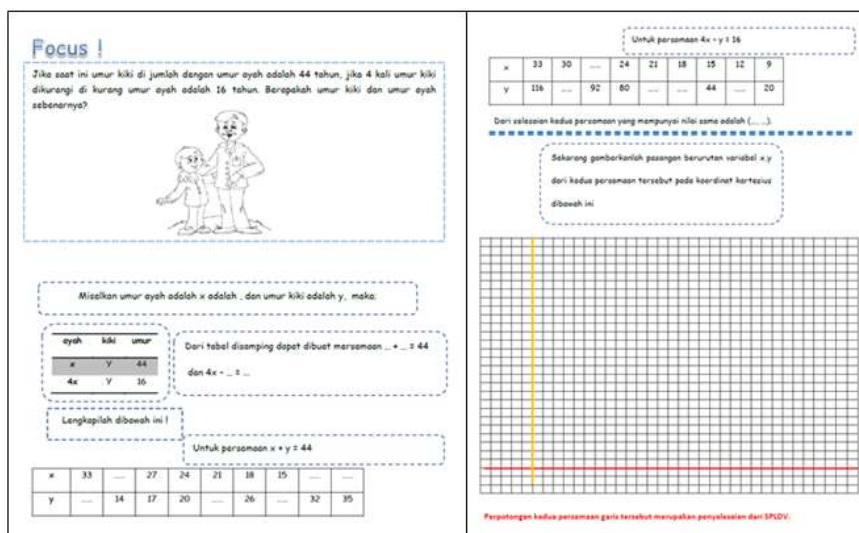 Focus !
Jika saat ini umur kiki di jumlah dengan umur ayah adalah 44 tahun, jika 4 kali umur kiki
dikurangi di kurang umur ayah adalah 16 tahun. Berapakah umur kiki dan umur ayah
sebenarnya?
Misalkan umur ayah adalah x adalah , dan umur kiki adalah y, maka;
ayah kiki umur
x Y 44
4x Y 16
Dari tabel disamping dapat dibuat mersamaan ... + ... = 44
dan 4x - ... = ...
Lengkapilah dibawah ini !
Untuk persamaan x + y = 44
x 33 ..... 27 24 21 18 15 ..... .....
y ..... 14 17 20 ..... 26 ..... 32 35
Untuk persamaan 4x - y = 16
x 33 30 ..... 24 21 18 15 12 9
y 116 ..... 92 80 ..... ..... 44 ..... 20
Dari selesaian kedua persamaan yang mempunyai nilai sama adalah (...., ...).
Sekarang gambarkanlah pasangan berurutan variabel x,y
dari kedua persamaan tersebut pada koordinat kartesius
dibawah ini
Perpotongan kedua persamaan garis tersebut merupakan penyelesaian dari SPLDV.